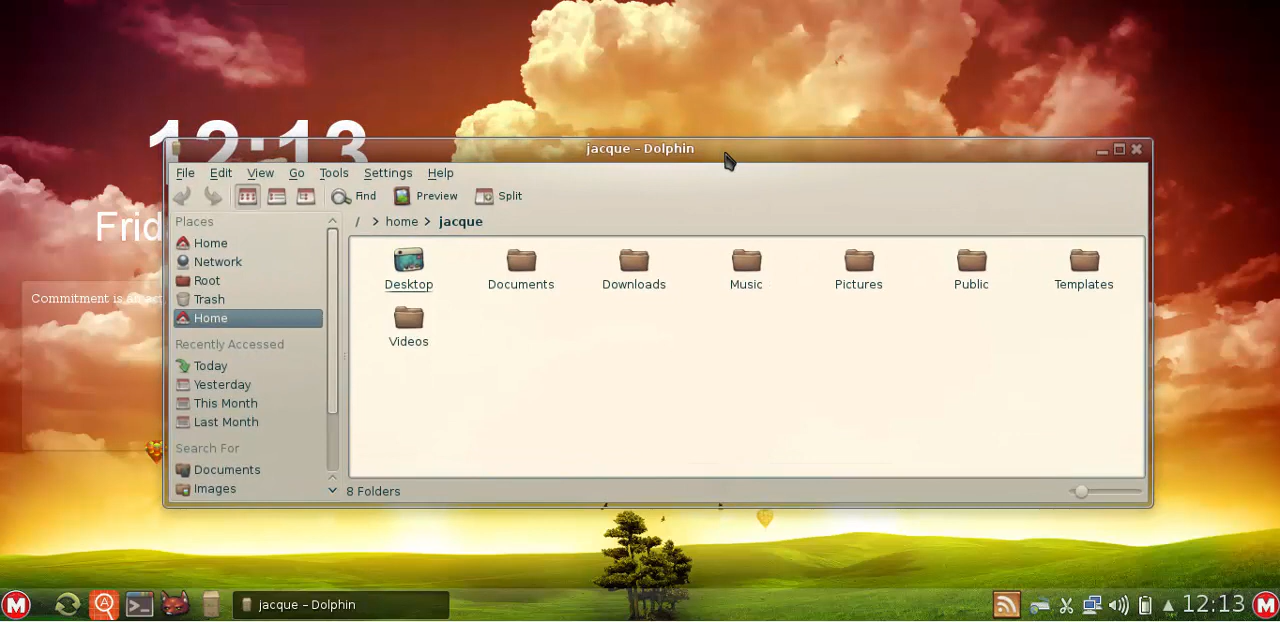 12:13
Frid
Commitment is an act
jacque – Dolphin
File Edit View Go Tools Settings Help
Find Preview Split
Places
Home
Network
Root
Trash
Home
Recently Accessed
Today
Yesterday
This Month
Last Month
Search For
Documents
Images
/ > home > jacque
Desktop Documents Downloads Music Pictures Public Templates
Videos
8 Folders
M
jacque – Dolphin
12:13
M